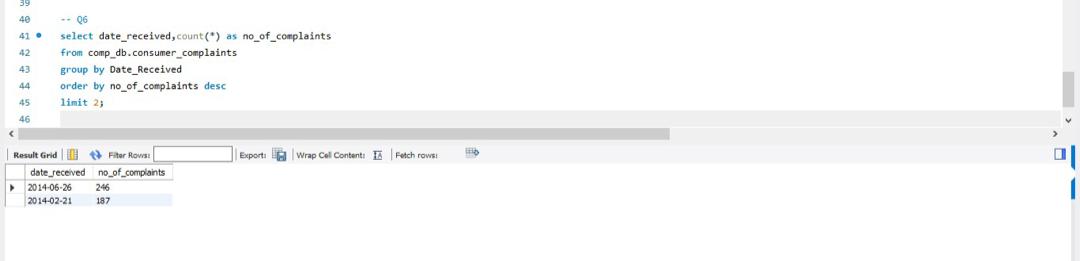 39
40 -- Q6
41 select date_received,count(*) as no_of_complaints
42 from comp_db.consumer_complaints
43 group by Date_Received
44 order by no_of_complaints desc
45 limit 2;
46
Result Grid Filter Rows: Export: Wrap Cell Content: IA Fetch rows:
date_received no_of_complaints
2014-06-26 246
2014-02-21 187